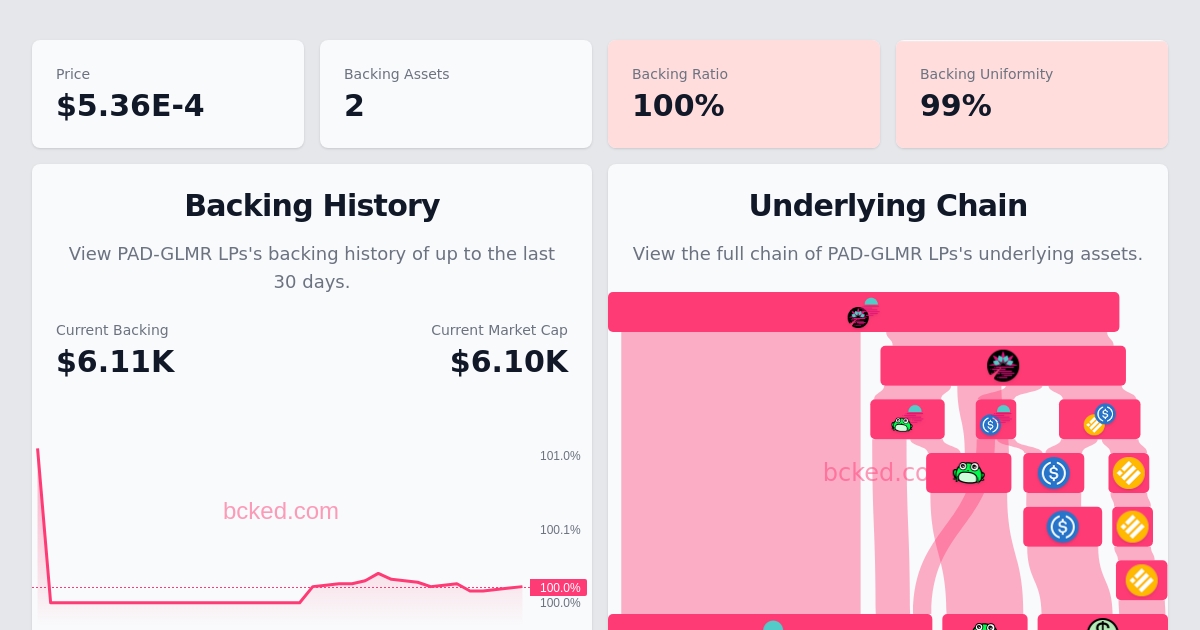 Price
$5.36E-4
Backing Assets
2
Backing Ratio
100%
Backing Uniformity
99%
Backing History
View PAD-GLMR LPs's backing history of up to the last
30 days.
Current Backing
$6.11K
Current Market Cap
$6.10K
101.0%
100.1%
100.0%
100.0%
bcked.com
Underlying Chain
View the full chain of PAD-GLMR LPs's underlying assets.
bcked.co